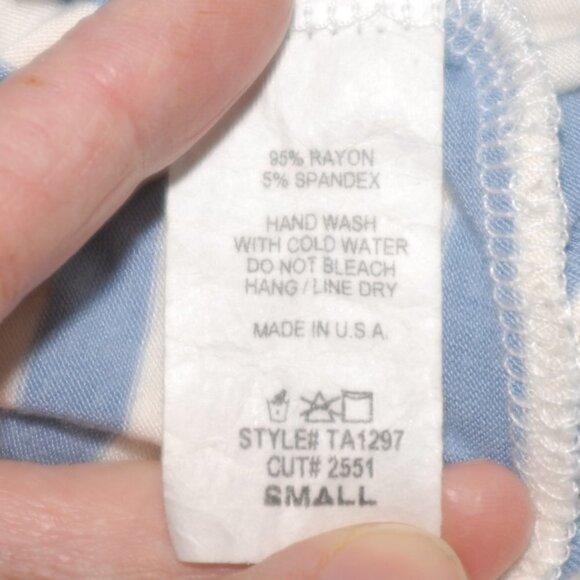 95% RAYON
5% SPANDEX
HAND WASH
WITH COLD WATER
DO NOT BLEACH
HANG / LINE DRY
MADE IN U.S.A.
STYLE# TA1297
CUT# 2551
SMALL